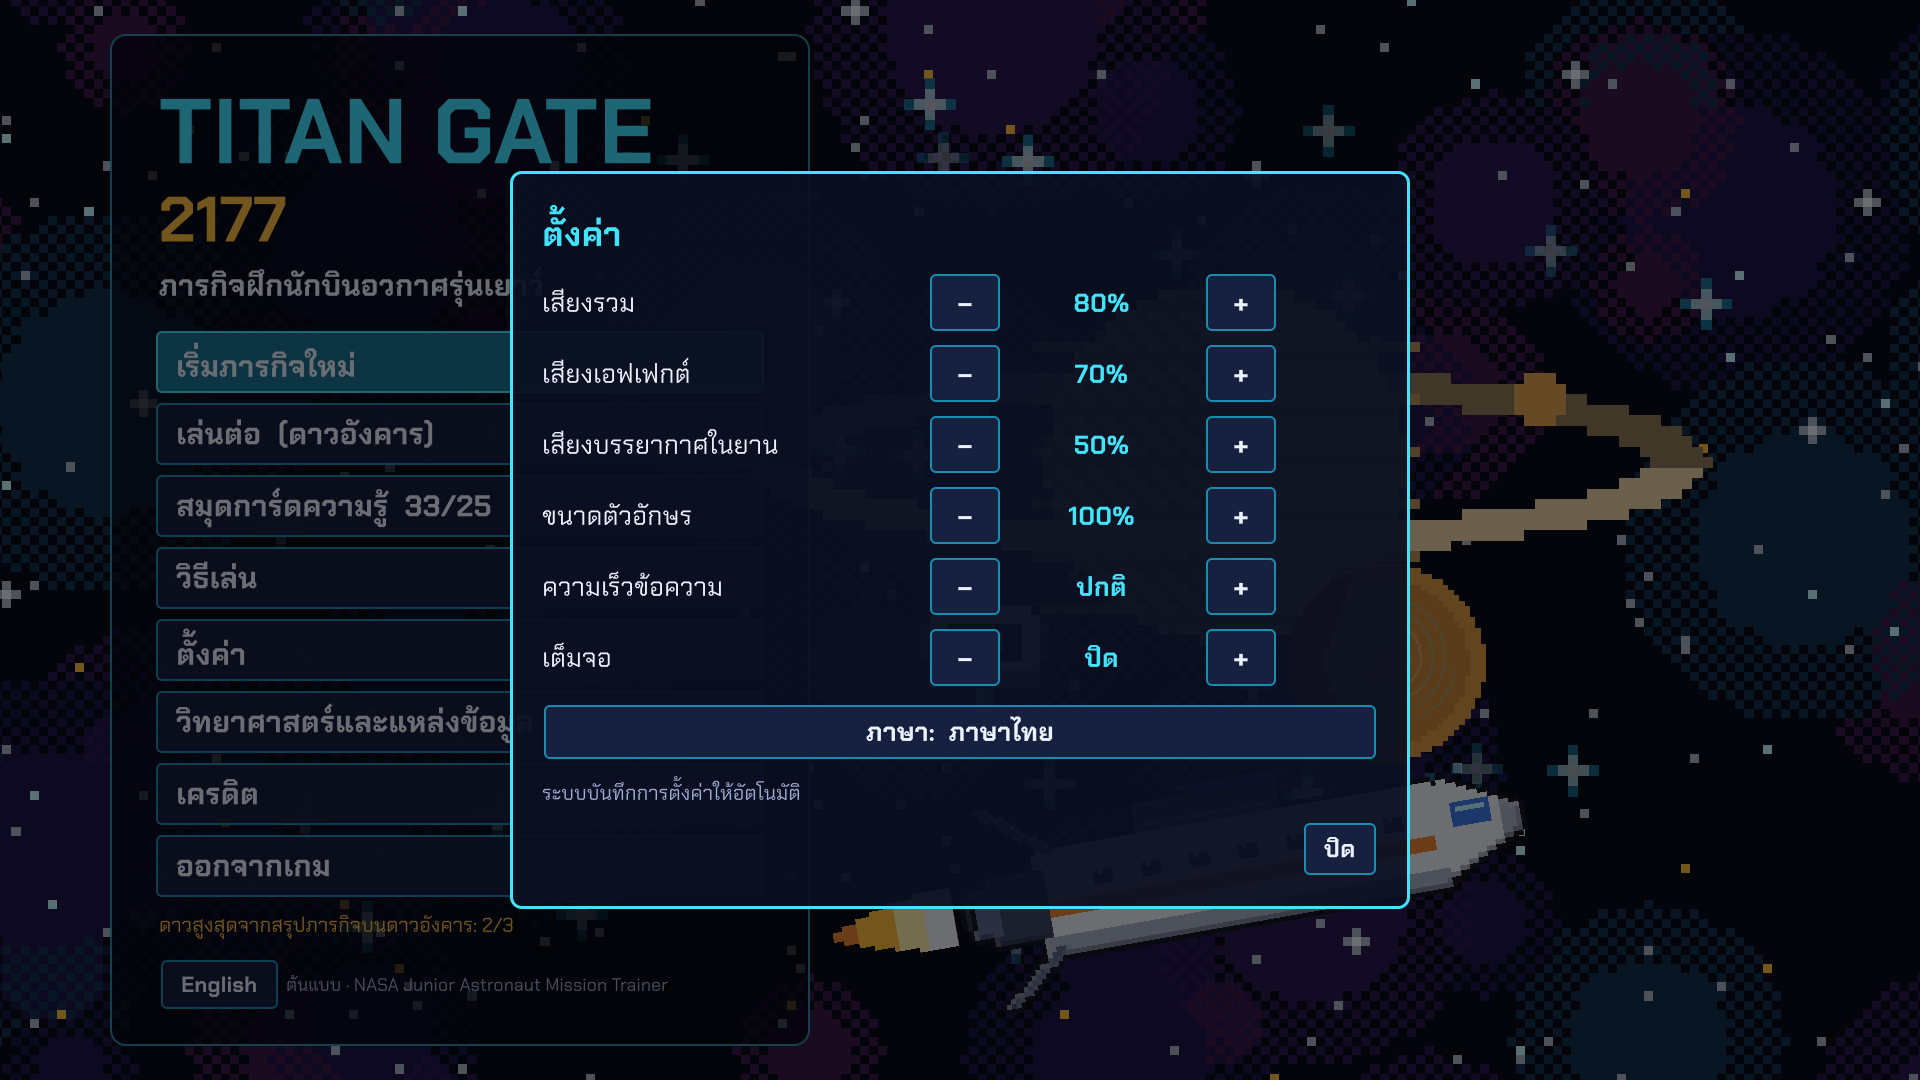 TITAN GATE
2177
ภารกิจฝึกนักบินอวกาศรุ่นเยาว์
เริ่มภารกิจใหม่
เล่นต่อ (ดาวอังคาร)
สมุดการ์ดความรู้ 33/25
วิธีเล่น
ตั้งค่า
วิทยาศาสตร์และแหล่งข้อมูล
เครดิต
ออกจากเกม
ดาวสูงสุดจากสรุปภารกิจบนดาวอังคาร: 2/3
English
ต้นแบบ · NASA Junior Astronaut Mission Trainer
ตั้งค่า
เสียงรวม – 80% +
เสียงเอฟเฟกต์ – 70% +
เสียงบรรยากาศในยาน – 50% +
ขนาดตัวอักษร – 100% +
ความเร็วข้อความ – ปกติ +
เต็มจอ – ปิด +
ภาษา: ภาษาไทย
ระบบบันทึกการตั้งค่าให้อัตโนมัติ
ปิด